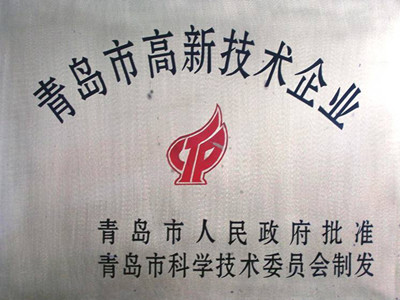 青岛市高新技术企业
青岛市人民政府批准
青岛市科学技术委员会制发